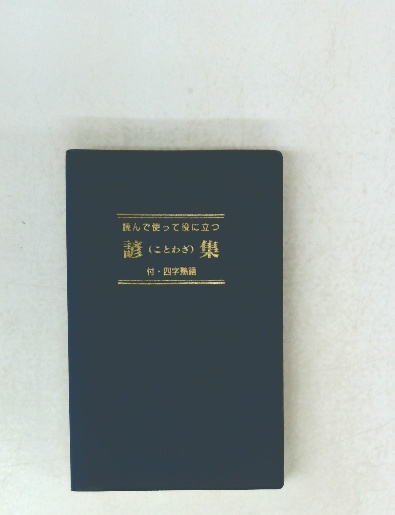 読んで使って役に立つ
諺(ことわざ)集
付・四字熟語